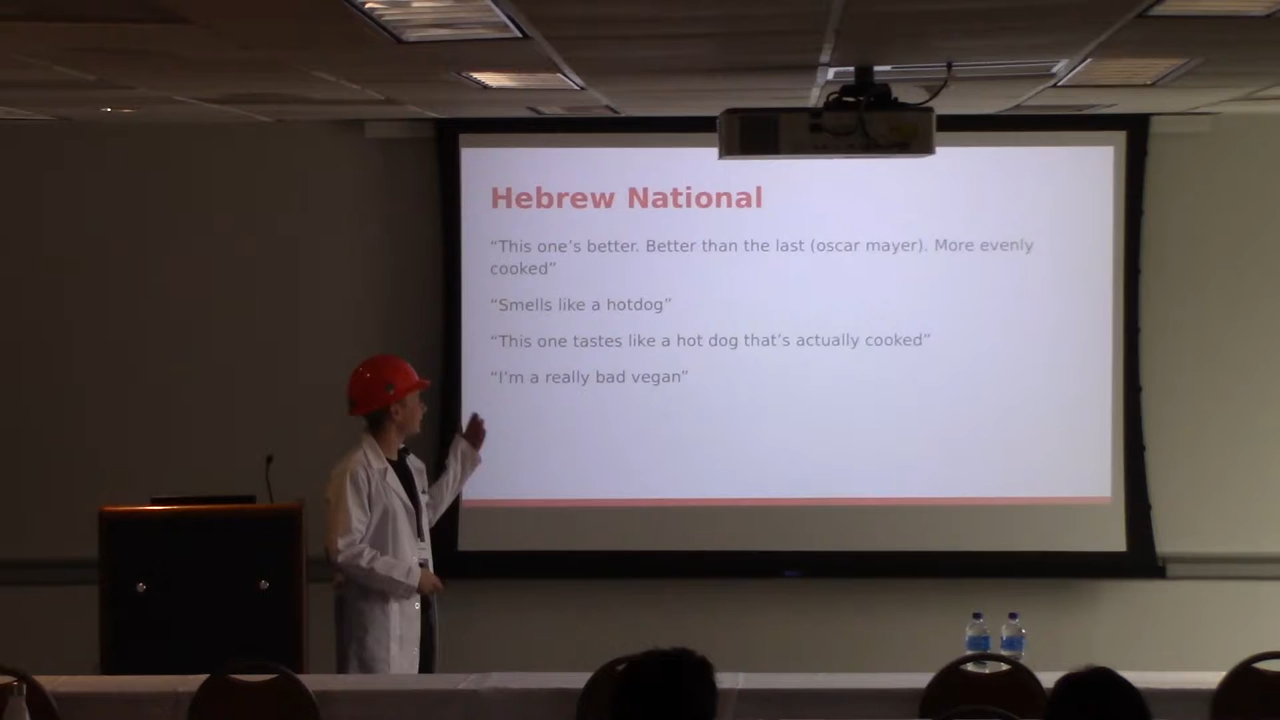 Hebrew National
“This one’s better. Better than the last (oscar mayer). More evenly
cooked”
“Smells like a hotdog”
“This one tastes like a hot dog that’s actually cooked”
“I’m a really bad vegan”